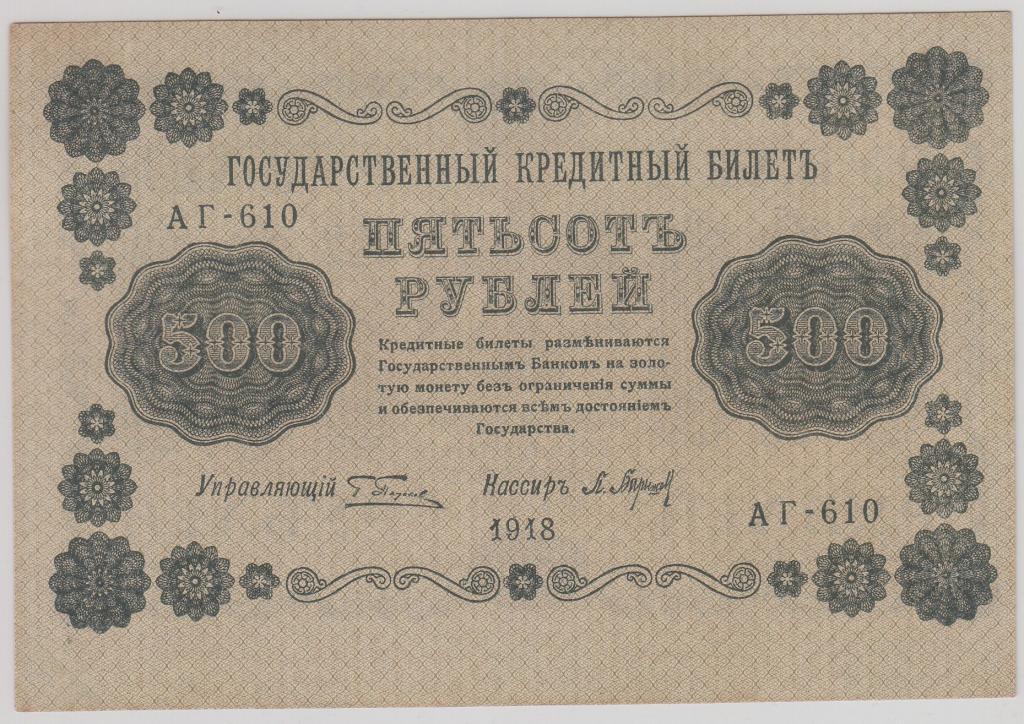 ГОСУДАРСТВЕННЫЙ КРЕДИТНЫЙ БИЛЕТЪ
АГ-610
ПЯТЬСОТЪ
РУБЛЕЙ
500
500
Кредитные билеты размѣниваются
Государственнымъ Банкомъ на золо-
тую монету безъ ограниченія суммы
и обезпечиваются всѣмъ достояніемъ
Государства.
Управляющій
Кассиръ
1918
АГ-610